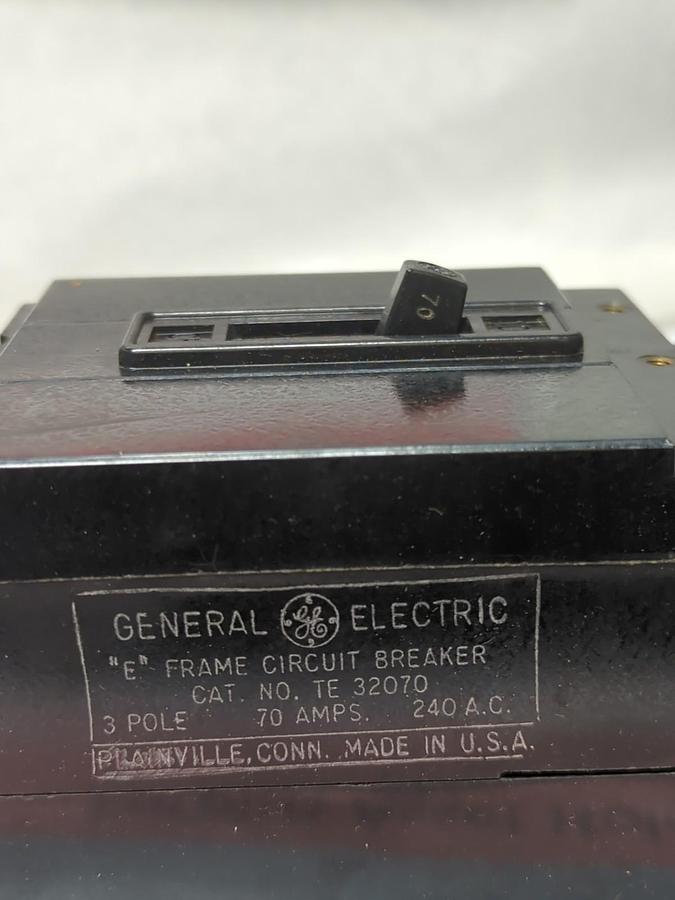 70
GENERAL GE ELECTRIC
"E" FRAME CIRCUIT BREAKER
CAT. NO. TE 32070
3 POLE 70 AMPS. 240 A.C.
PLAINVILLE, CONN. MADE IN U.S.A.